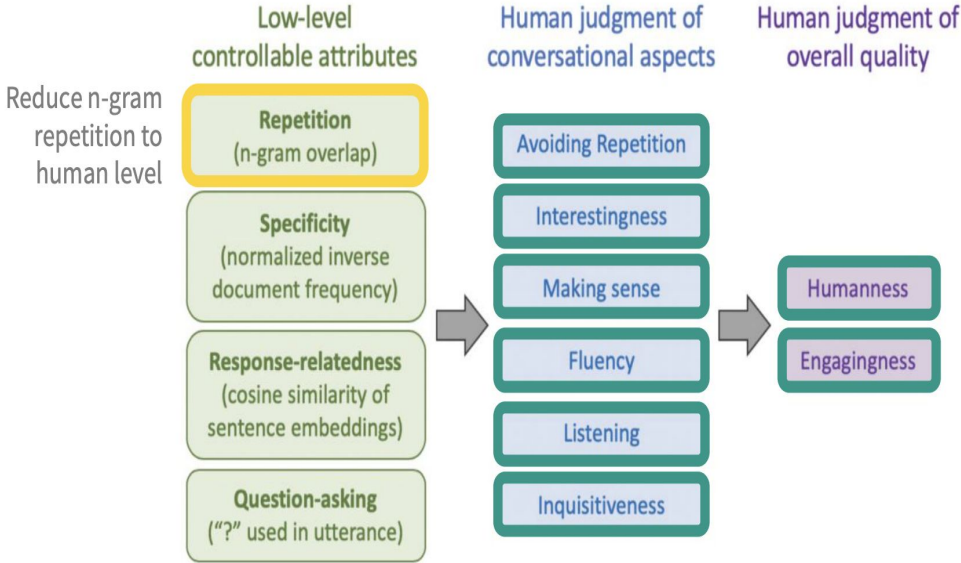 Low-level
controllable attributes
Human judgment of
conversational aspects
Human judgment of
overall quality
Reduce n-gram
repetition to
human level
Repetition
(n-gram overlap)
Specificity
(normalized inverse
document frequency)
Response-relatedness
(cosine similarity of
sentence embeddings)
Question-asking
(“?” used in utterance)
Avoiding Repetition
Interestingness
Making sense
Fluency
Listening
Inquisitiveness
Humanness
Engagingness